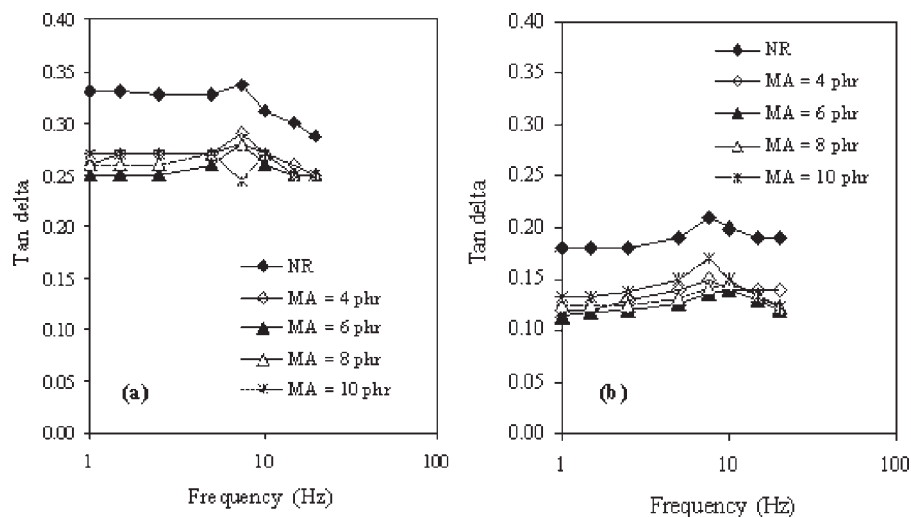 0.40
0.35
0.30
0.25
0.20
0.15
0.10
0.05
0.00
Tan delta
NR
MA = 4 phr
MA = 6 phr
MA = 8 phr
MA = 10 phr
(a)
1
10
100
Frequency (Hz)
0.40
0.35
0.30
0.25
0.20
0.15
0.10
0.05
0.00
Tan delta
NR
MA = 4 phr
MA = 6 phr
MA = 8 phr
MA = 10 phr
(b)
1
10
100
Frequency (Hz)